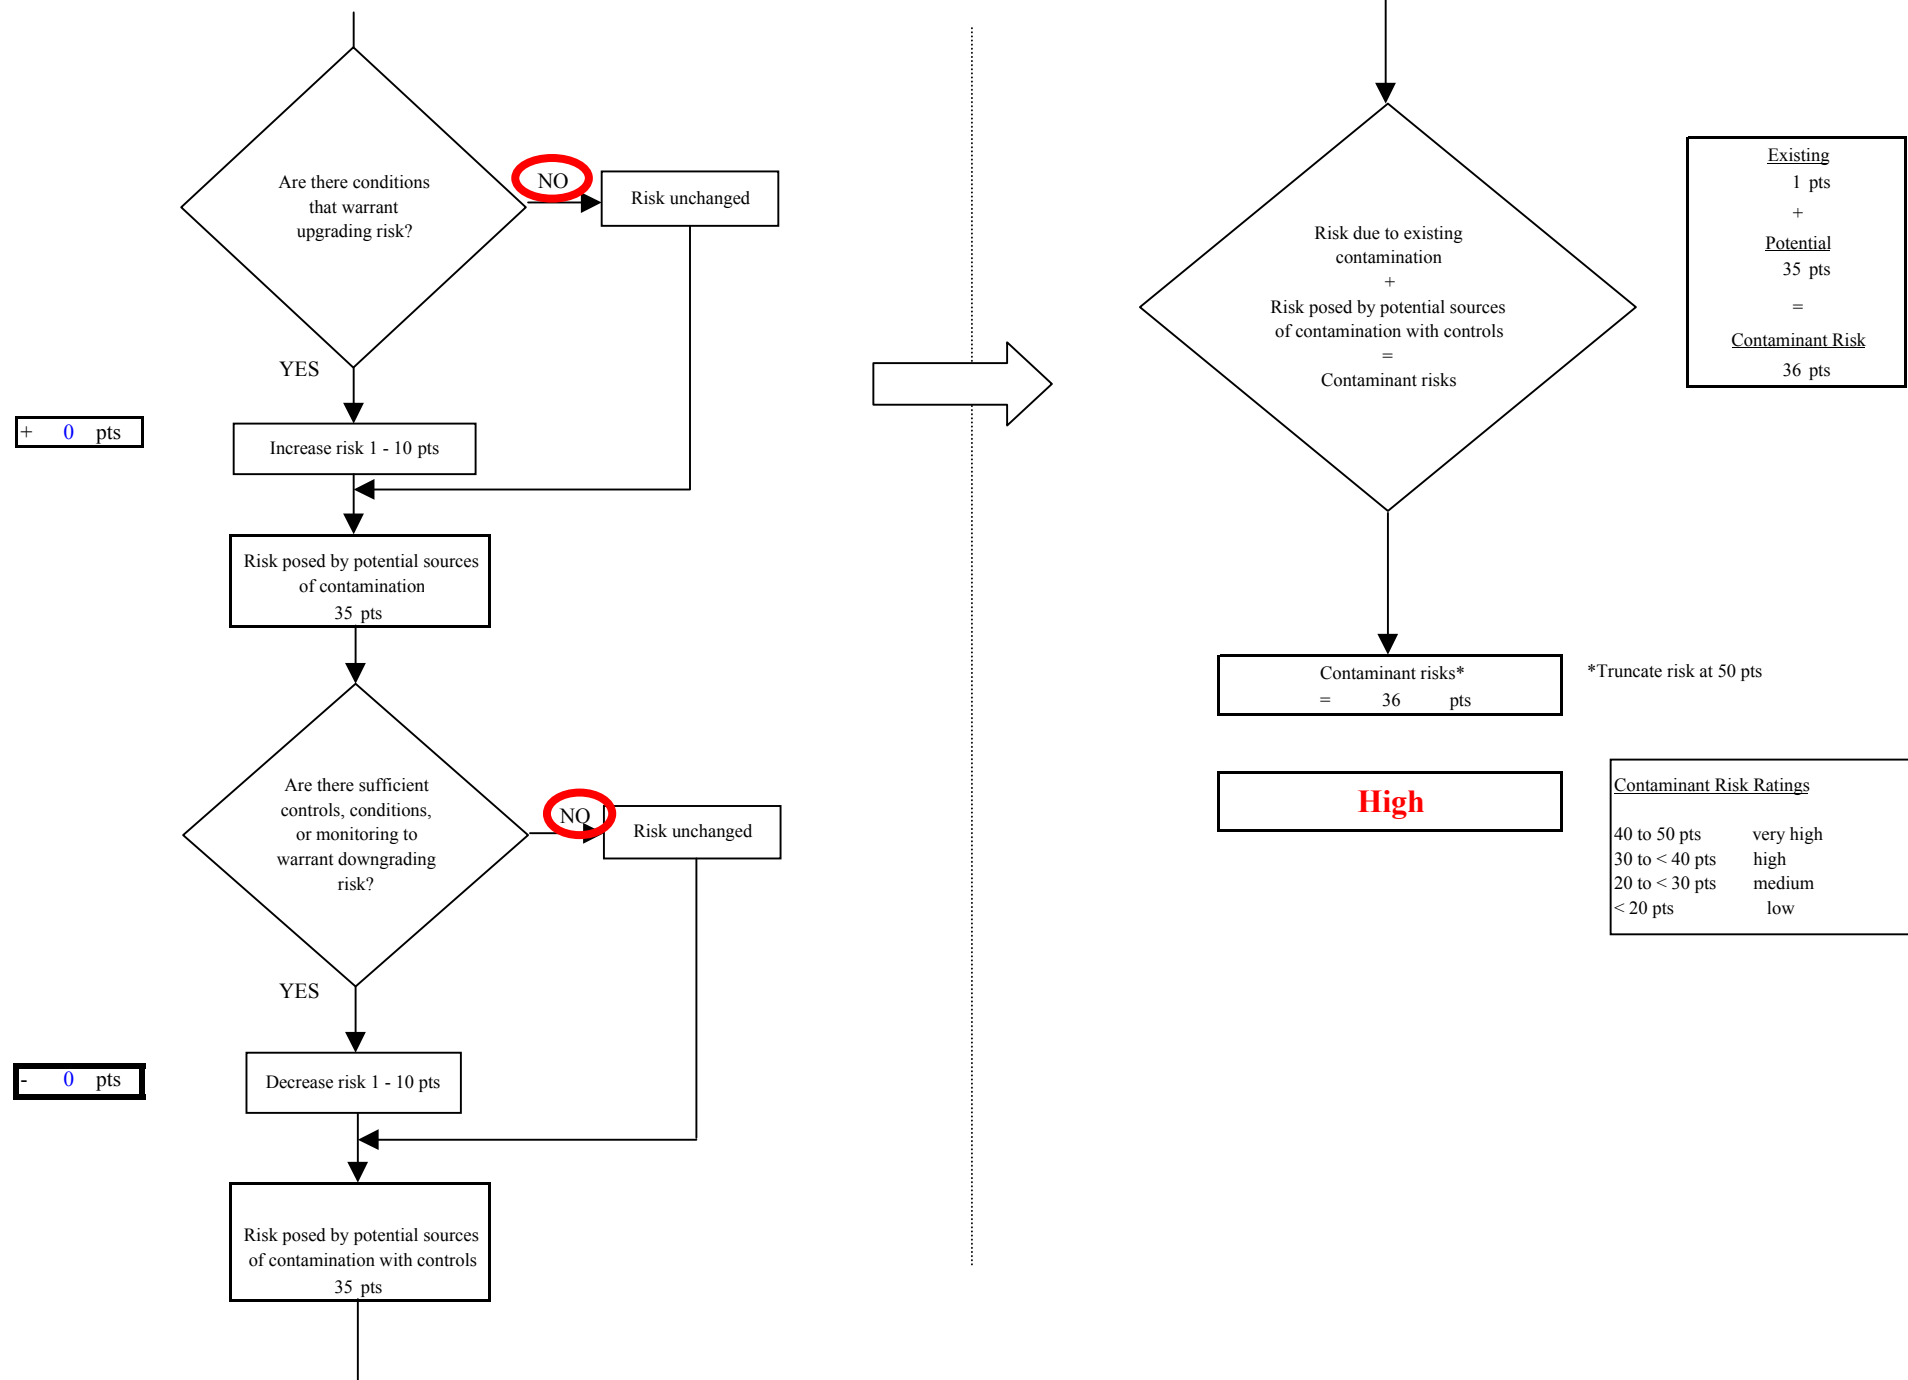 Are there conditions
that warrant
upgrading risk?
NO
Risk unchanged
YES
+ 0 pts
Increase risk 1 - 10 pts
Risk posed by potential sources
of contamination
35 pts
Are there sufficient
controls, conditions,
or monitoring to
warrant downgrading
risk?
NO
Risk unchanged
YES
- 0 pts
Decrease risk 1 - 10 pts
Risk posed by potential sources
of contamination with controls
35 pts
Risk due to existing
contamination
+
Risk posed by potential sources
of contamination with controls
=
Contaminant risks
Existing
1 pts
+
Potential
35 pts
=
Contaminant Risk
36 pts
Contaminant risks*
= 36 pts
*Truncate risk at 50 pts
High
Contaminant Risk Ratings
40 to 50 pts very high
30 to < 40 pts high
20 to < 30 pts medium
< 20 pts low